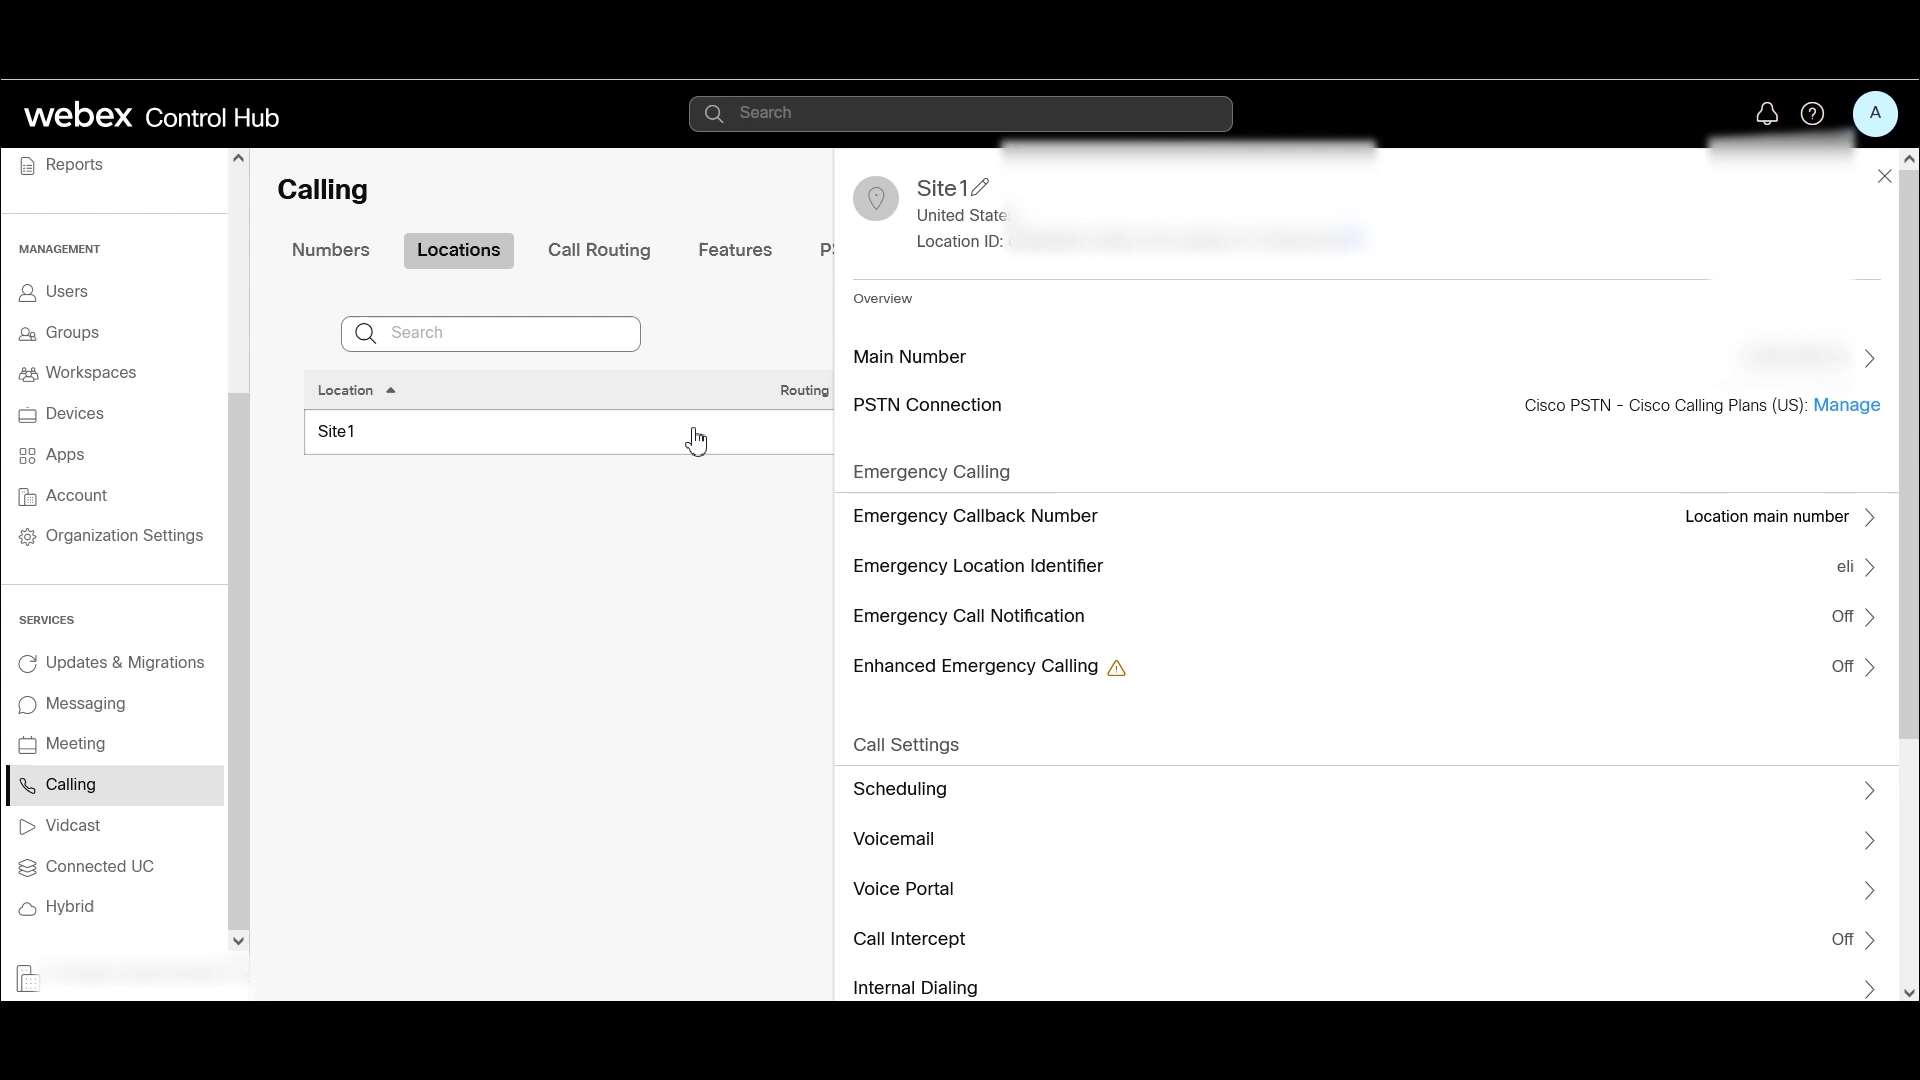 webex Control Hub
Search
A
Reports
MANAGEMENT
Users
Groups
Workspaces
Devices
Apps
Account
Organization Settings
SERVICES
Updates & Migrations
Messaging
Meeting
Calling
Vidcast
Connected UC
Hybrid
Calling
Numbers Locations Call Routing Features
Search
Location Routing
Site1
Site1
United State
Location ID:
Overview
Main Number
PSTN Connection Cisco PSTN - Cisco Calling Plans (US): Manage
Emergency Calling
Emergency Callback Number Location main number
Emergency Location Identifier eli
Emergency Call Notification Off
Enhanced Emergency Calling Off
Call Settings
Scheduling
Voicemail
Voice Portal
Call Intercept Off
Internal Dialing